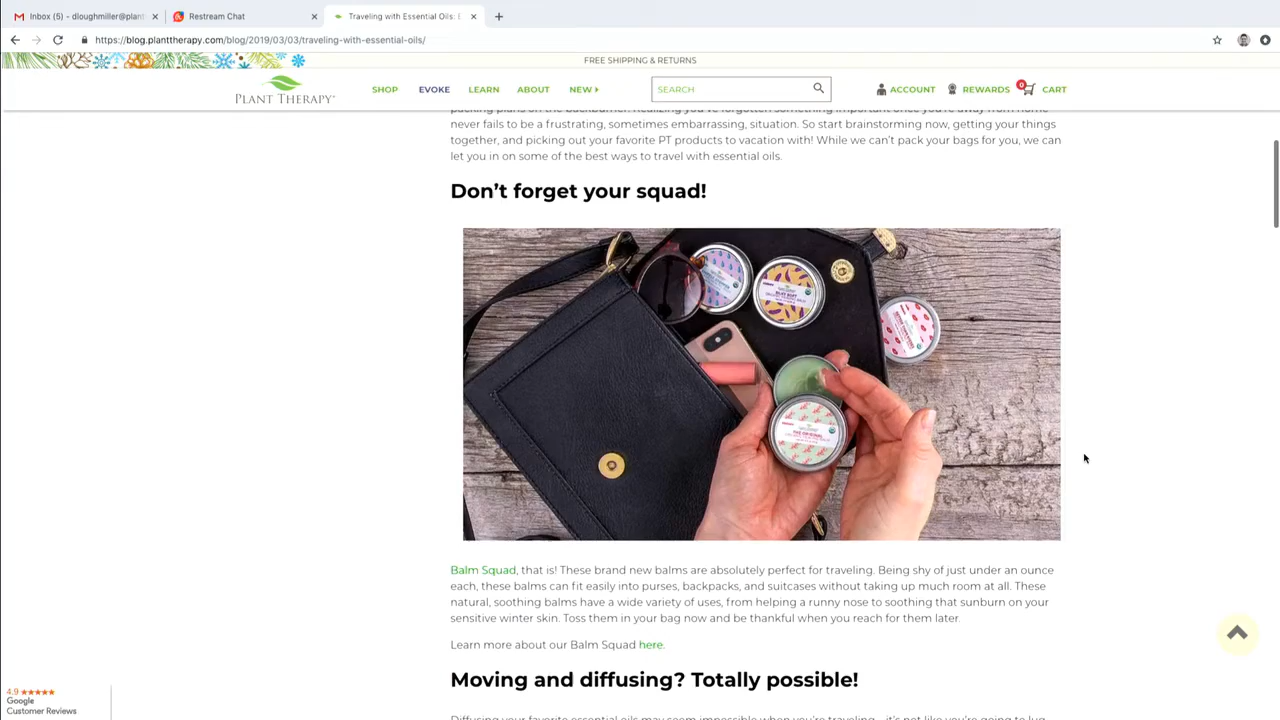 Inbox (5) - dloughmiller@plant
Restream Chat
Traveling with Essential Oils: E
https://blog.planttherapy.com/blog/2019/03/03/traveling-with-essential-oils/
FREE SHIPPING & RETURNS
PLANT THERAPY
SHOP EVOKE LEARN ABOUT NEW
SEARCH
ACCOUNT REWARDS 0 CART
never fails to be a frustrating, sometimes embarrassing, situation. So start brainstorming now, getting your things
together, and picking out your favorite PT products to vacation with! While we can't pack your bags for you, we can
let you in on some of the best ways to travel with essential oils.
Don't forget your squad!
Balm Squad, that is! These brand new balms are absolutely perfect for traveling. Being shy of just under an ounce
each, these balms can fit easily into purses, backpacks, and suitcases without taking up much room at all. These
natural, soothing balms have a wide variety of uses, from helping a runny nose to soothing that sunburn on your
sensitive winter skin. Toss them in your bag now and be thankful when you reach for them later.
Learn more about our Balm Squad here.
Moving and diffusing? Totally possible!
4.9
Google
Customer Reviews